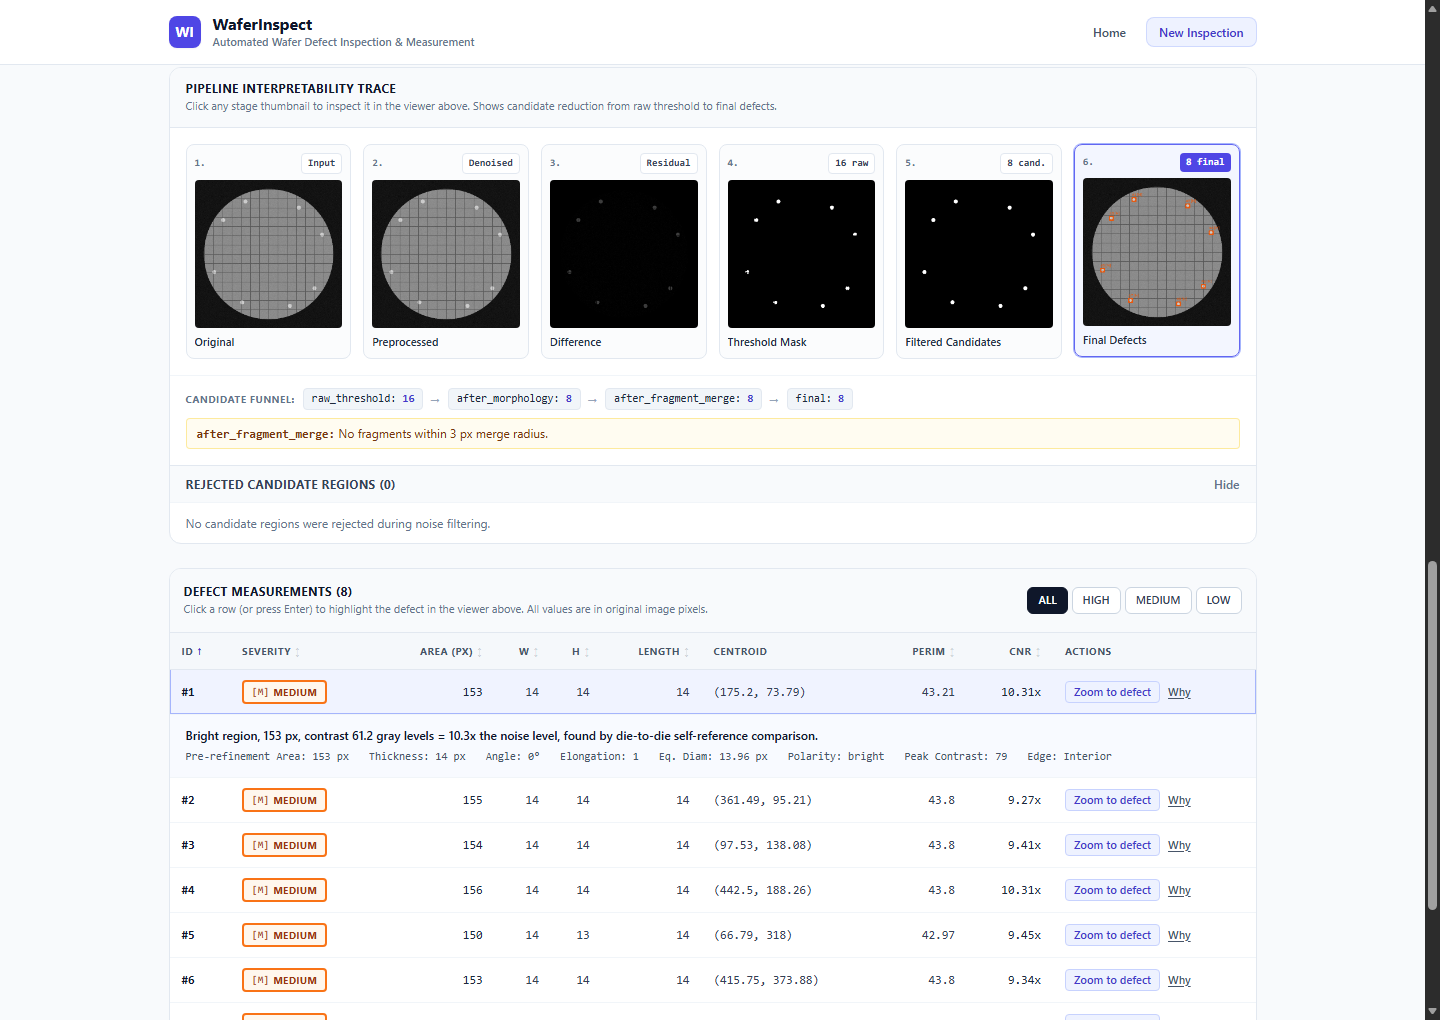 WI
WaferInspect
Automated Wafer Defect Inspection & Measurement
Home
New Inspection
PIPELINE INTERPRETABILITY TRACE
Click any stage thumbnail to inspect it in the viewer above. Shows candidate reduction from raw threshold to final defects.
1. Input
Original
2. Denoised
Preprocessed
3. Residual
Difference
4. 16 raw
Threshold Mask
5. 8 cand.
Filtered Candidates
6. 8 final
Final Defects
CANDIDATE FUNNEL: raw_threshold: 16 → after_morphology: 8 → after_fragment_merge: 8 → final: 8
after_fragment_merge: No fragments within 3 px merge radius.
REJECTED CANDIDATE REGIONS (0) Hide
No candidate regions were rejected during noise filtering.
DEFECT MEASUREMENTS (8)
Click a row (or press Enter) to highlight the defect in the viewer above. All values are in original image pixels.
ALL HIGH MEDIUM LOW
ID ↑ SEVERITY ↕ AREA (PX) ↕ W ↕ H ↕ LENGTH ↕ CENTROID PERIM ↕ CNR ↕ ACTIONS
#1 [M] MEDIUM 153 14 14 14 (175.2, 73.79) 43.21 10.31x Zoom to defect Why
Bright region, 153 px, contrast 61.2 gray levels = 10.3x the noise level, found by die-to-die self-reference comparison.
Pre-refinement Area: 153 px Thickness: 14 px Angle: 0° Elongation: 1 Eq. Diam: 13.96 px Polarity: bright Peak Contrast: 79 Edge: Interior
#2 [M] MEDIUM 155 14 14 14 (361.49, 95.21) 43.8 9.27x Zoom to defect Why
#3 [M] MEDIUM 154 14 14 14 (97.53, 138.08) 43.8 9.41x Zoom to defect Why
#4 [M] MEDIUM 156 14 14 14 (442.5, 188.26) 43.8 10.31x Zoom to defect Why
#5 [M] MEDIUM 150 14 13 14 (66.79, 318) 42.97 9.45x Zoom to defect Why
#6 [M] MEDIUM 153 14 14 14 (415.75, 373.88) 43.8 9.34x Zoom to defect Why